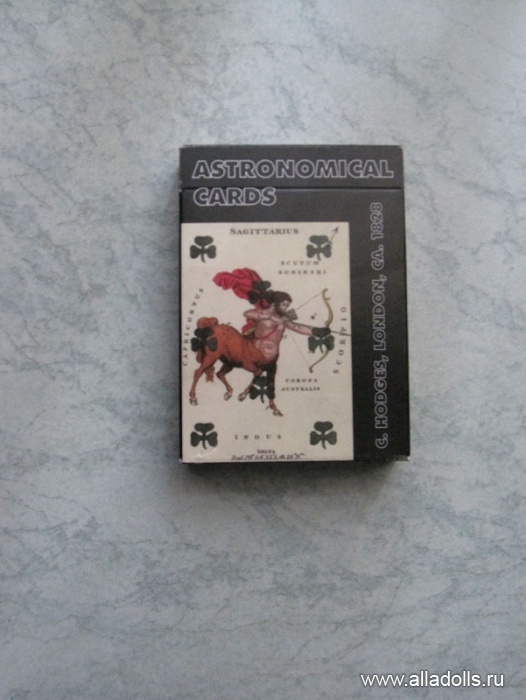 ASTRONOMICAL
CARDS
C. HODGES, LONDON, CA. 1828
SAGITTARIUS
SCUTUM
SOBIESKI
CAPRICORNUS
SCORPIO
CORONA
AUSTRALIS
INDUS
www.alladolls.ru